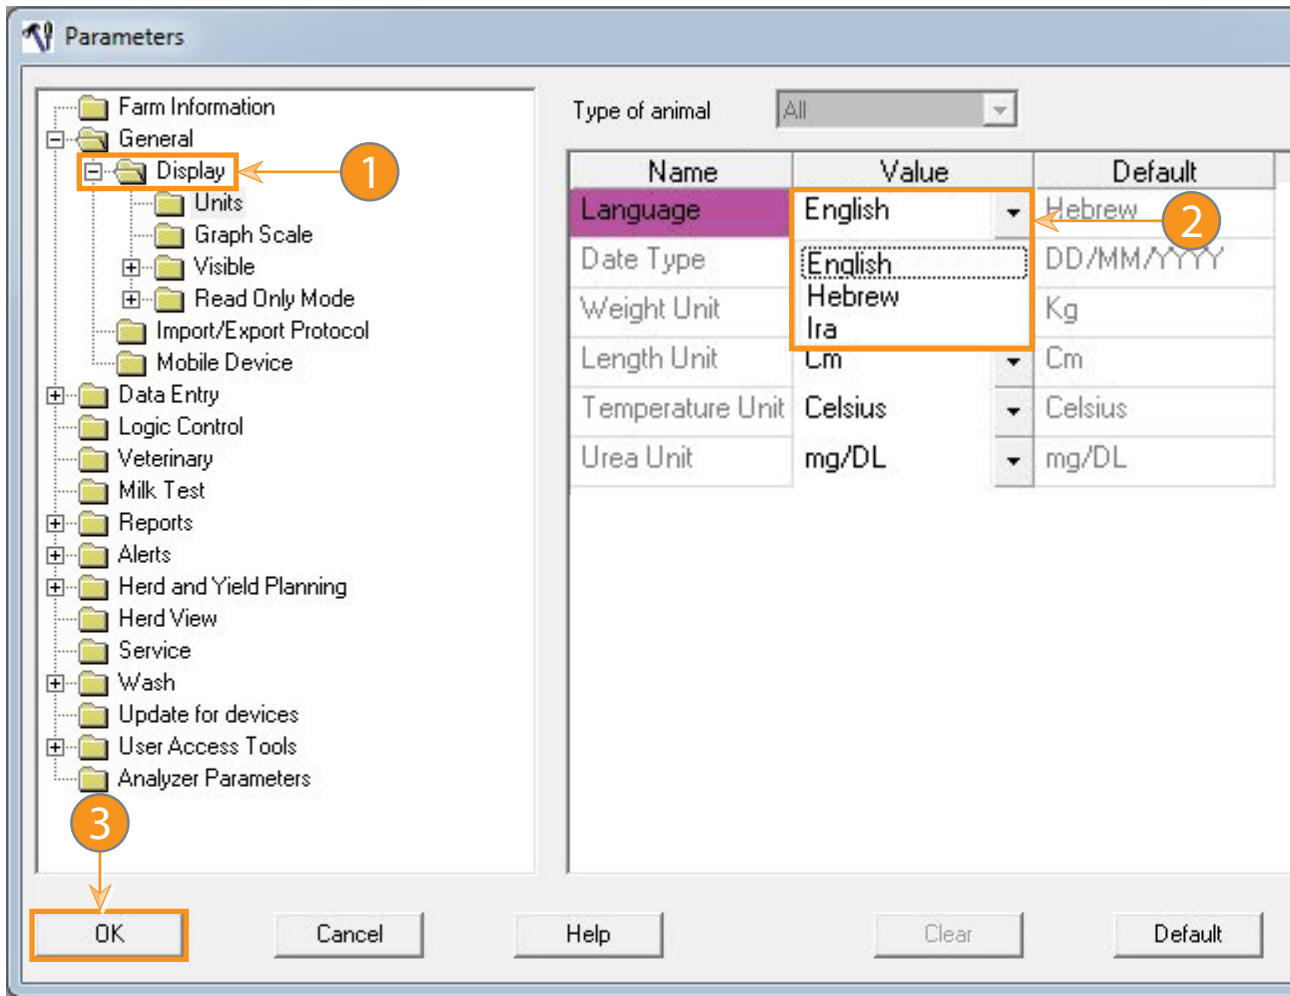 Parameters
Farm Information
General
Display
Units
Graph Scale
Visible
Read Only Mode
Import/Export Protocol
Mobile Device
Data Entry
Logic Control
Veterinary
Milk Test
Reports
Alerts
Herd and Yield Planning
Herd View
Service
Wash
Update for devices
User Access Tools
Analyzer Parameters
1
Type of animal All
Name Value Default
Language English Hebrew
2
Date Type English DD/MM/YYYY
Hebrew
Weight Unit Kg
Ira
Length Unit Cm Cm
Temperature Unit Celsius Celsius
Urea Unit mg/DL mg/DL
3
OK Cancel Help Clear Default